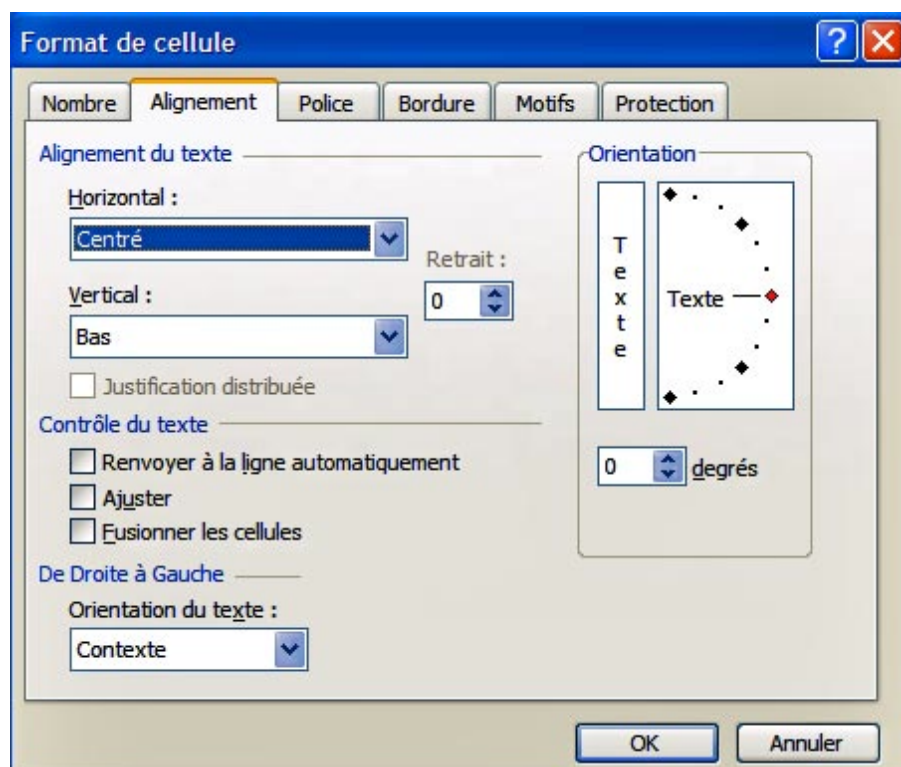 Format de cellule
Nombre Alignement Police Bordure Motifs Protection
Alignement du texte
Horizontal :
Centré
Retrait :
0
Vertical :
Bas
Justification distribuée
Contrôle du texte
Renvoyer à la ligne automatiquement
Ajuster
Fusionner les cellules
De Droite à Gauche
Orientation du texte :
Contexte
Orientation
Texte
Texte
0 degrés
OK Annuler